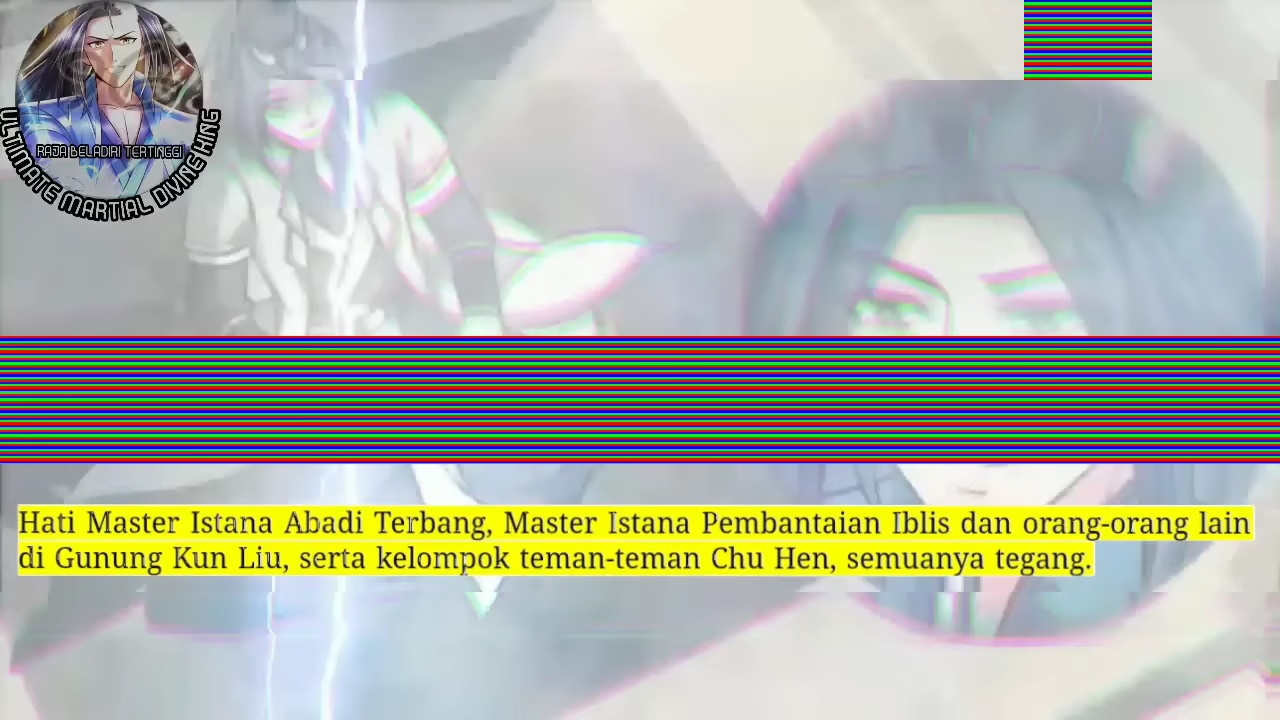 RAJA BELADIRI TERTINGGI
ULTIMATE MARTIAL DIVINE KING
Hati Master Istana Abadi Terbang, Master Istana Pembantaian Iblis dan orang-orang lain
di Gunung Kun Liu, serta kelompok teman-teman Chu Hen, semuanya tegang.